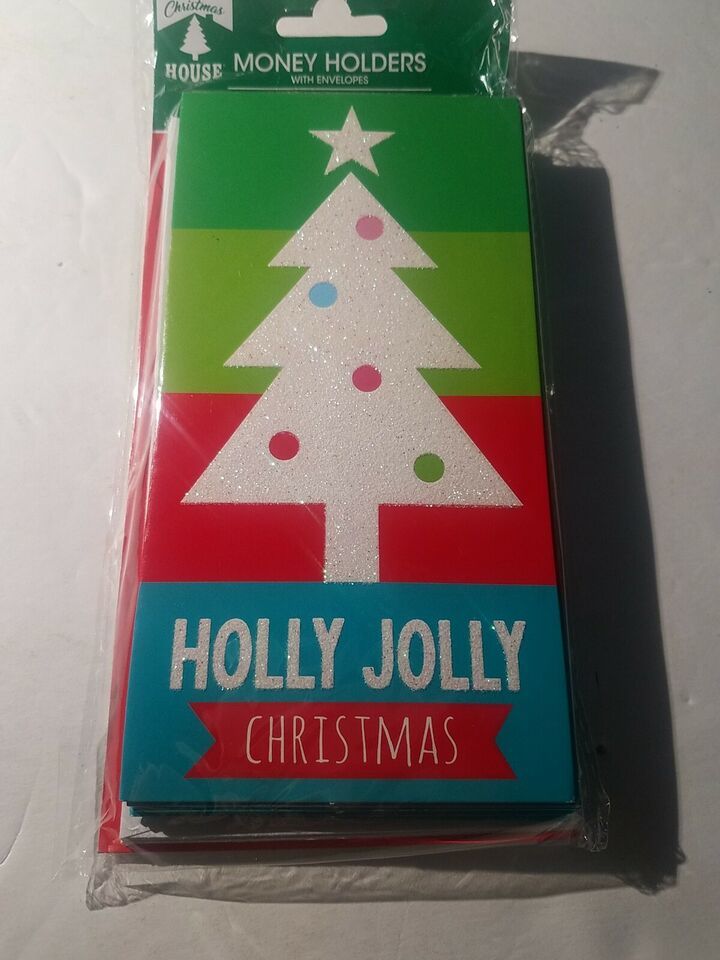 Christmas
HOUSE
MONEY HOLDERS
WITH ENVELOPES
HOLLY JOLLY
CHRISTMAS